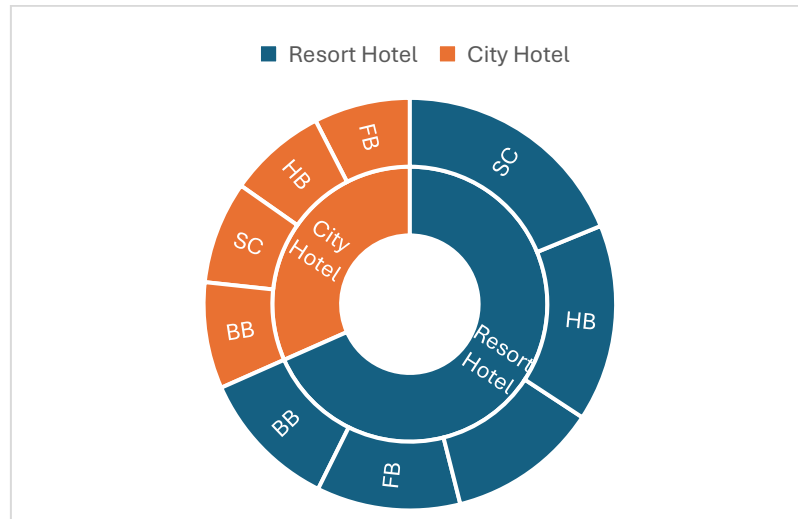 Resort Hotel
City Hotel
FB
SC
HB
City
Hotel
SC
HB
BB
Resort
Hotel
BB
FB